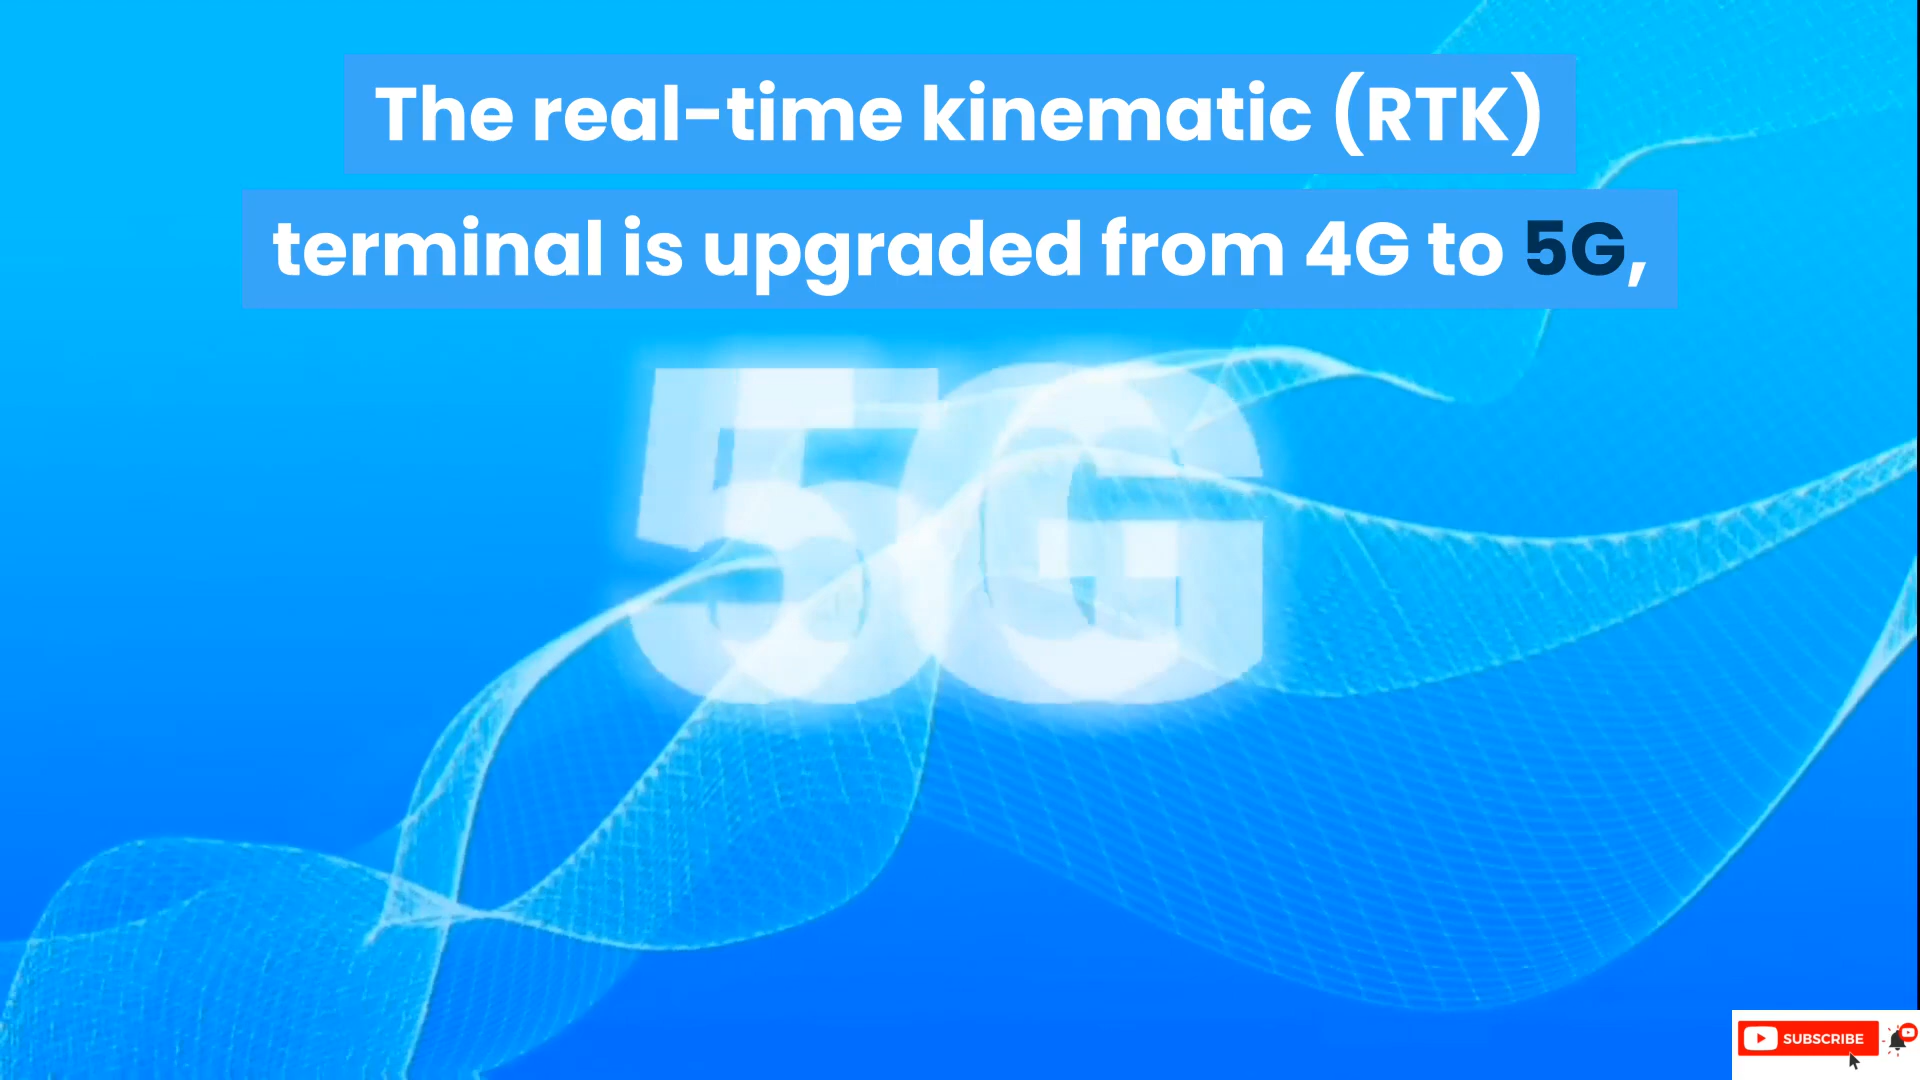 The real-time kinematic (RTK)
terminal is upgraded from 4G to 5G,
5G
SUBSCRIBE